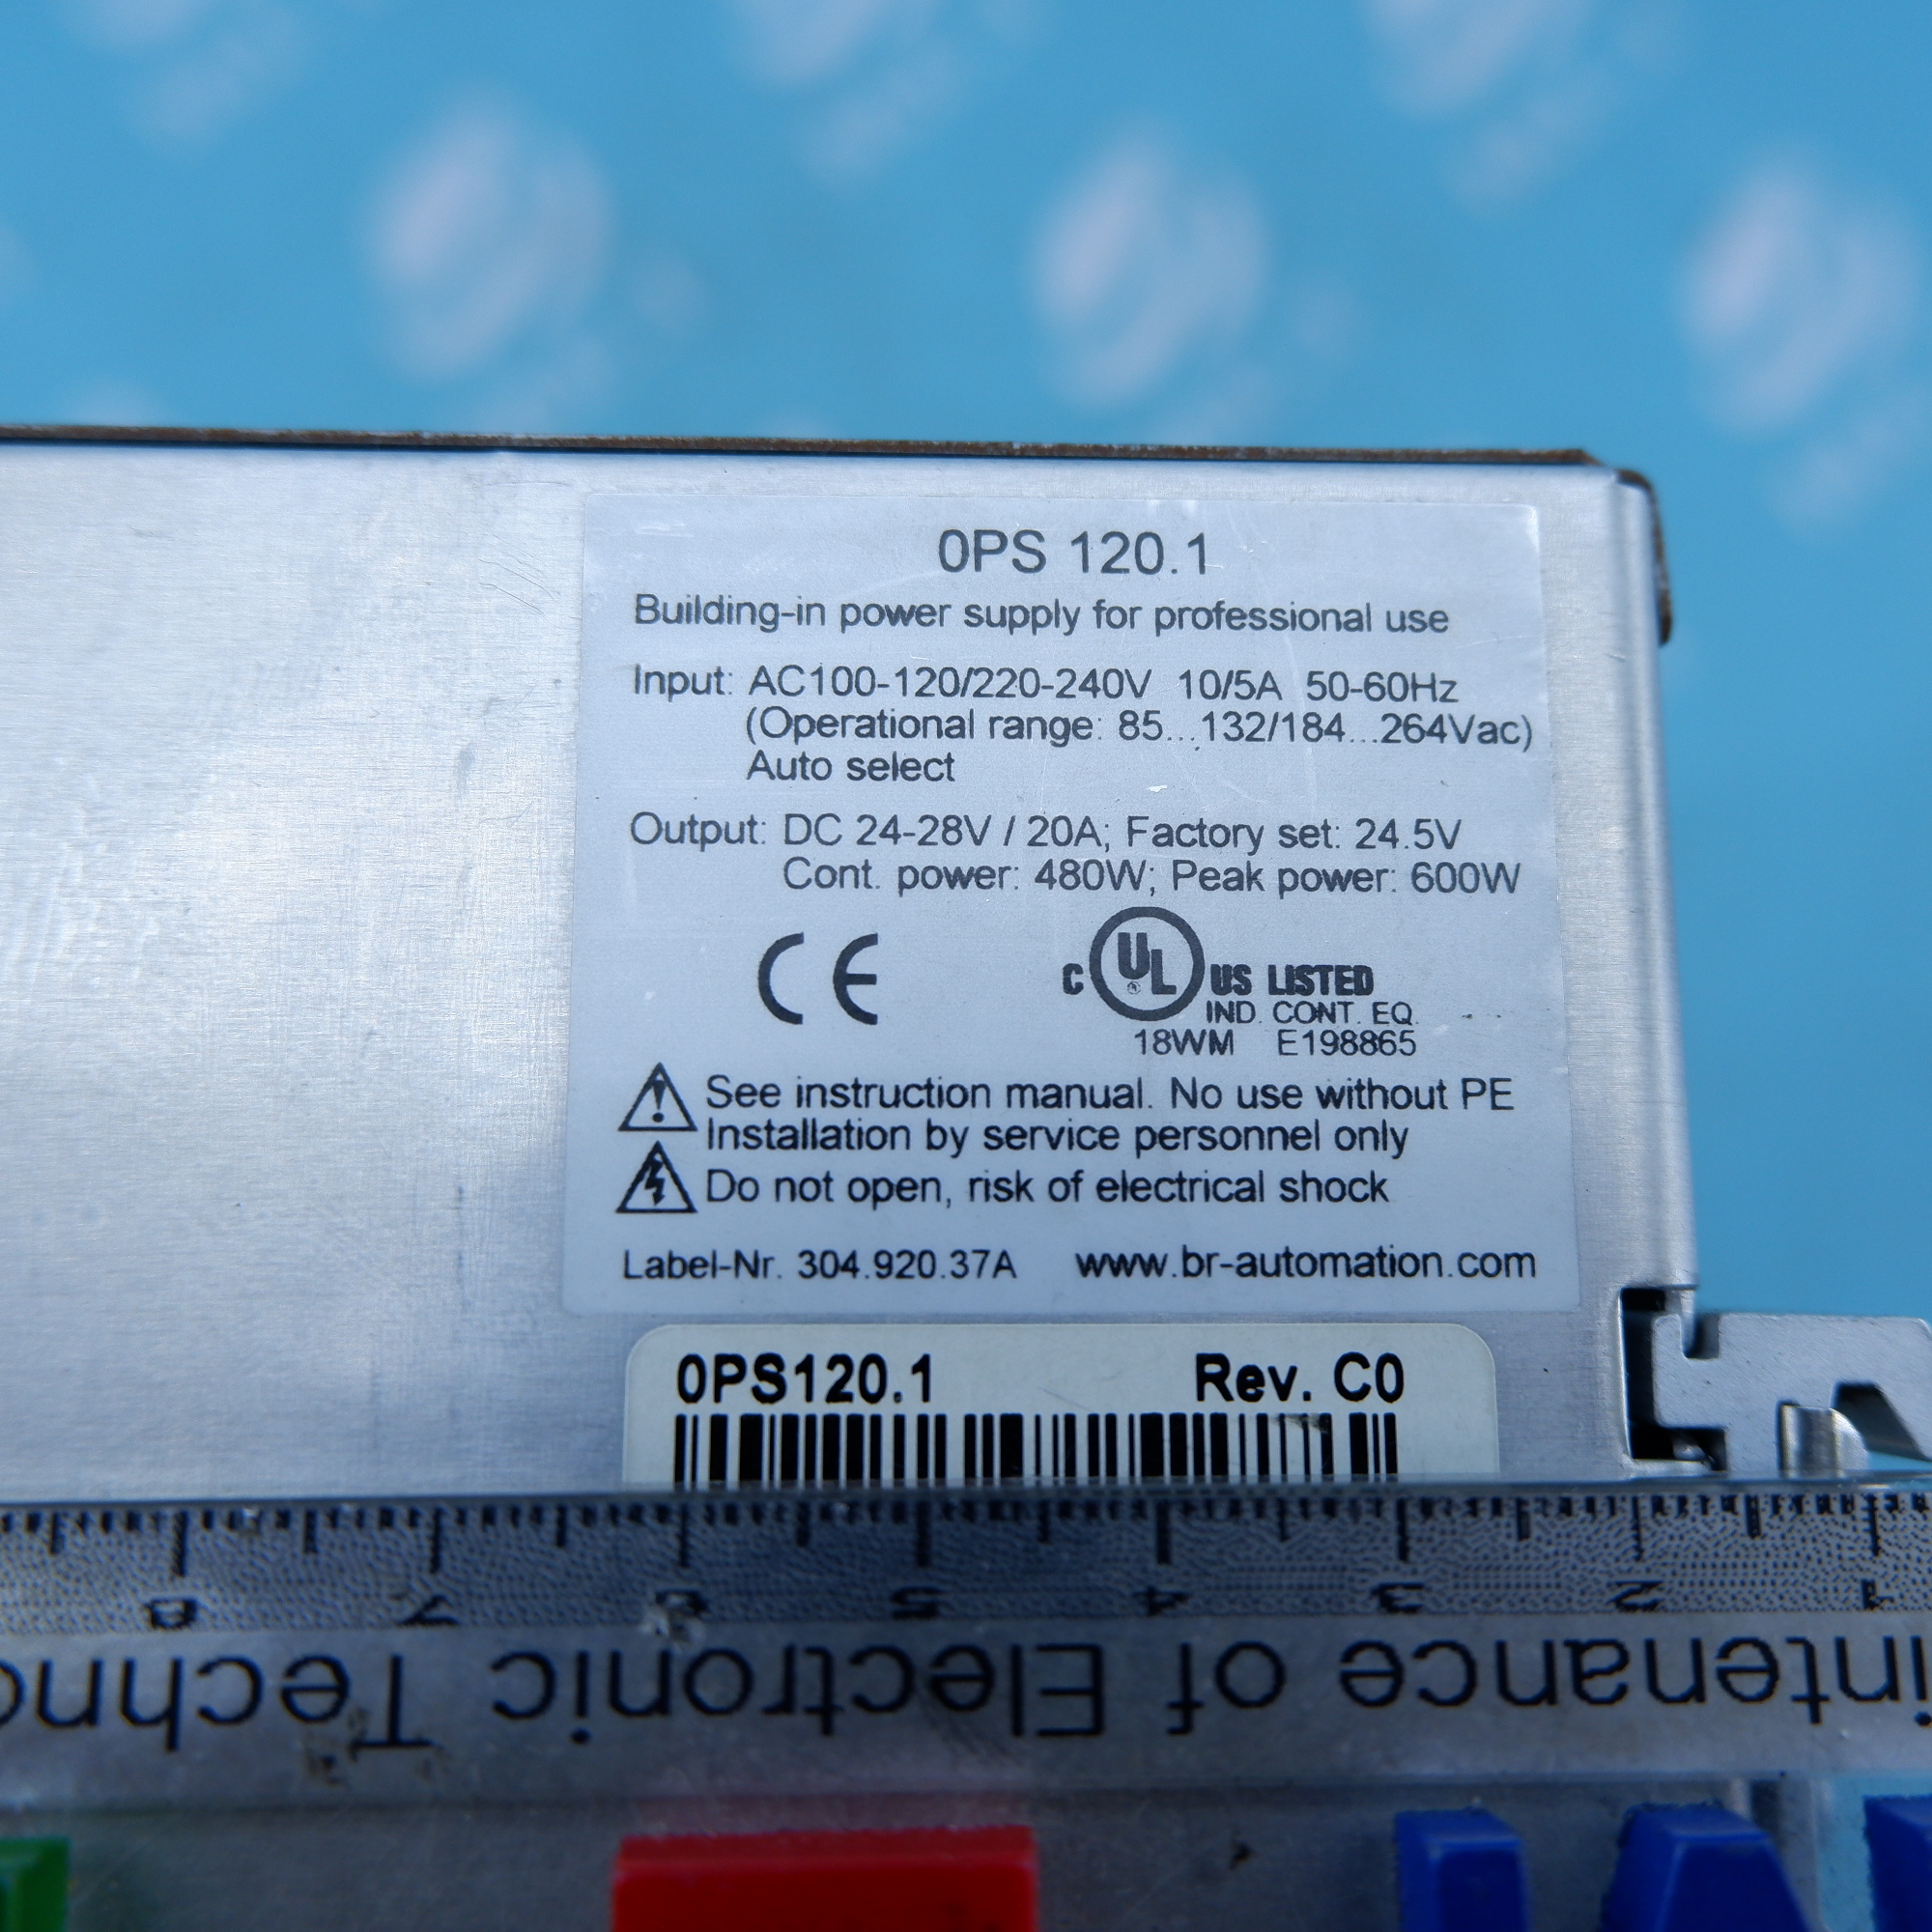 0PS 120.1
Building-in power supply for professional use
Input: AC100-120/220-240V 10/5A 50-60Hz
(Operational range: 85...132/184...264Vac)
Auto select
Output: DC 24-28V / 20A; Factory set: 24.5V
Cont. power: 480W; Peak power: 600W
CE
C UL US LISTED
IND. CONT. EQ.
18WM E198865
See instruction manual. No use without PE
Installation by service personnel only
Do not open, risk of electrical shock
Label-Nr. 304.920.37A www.br-automation.com
0PS120.1 Rev. C0
1 2 3 4 5 6 7 8
intenance of Electronic Techno